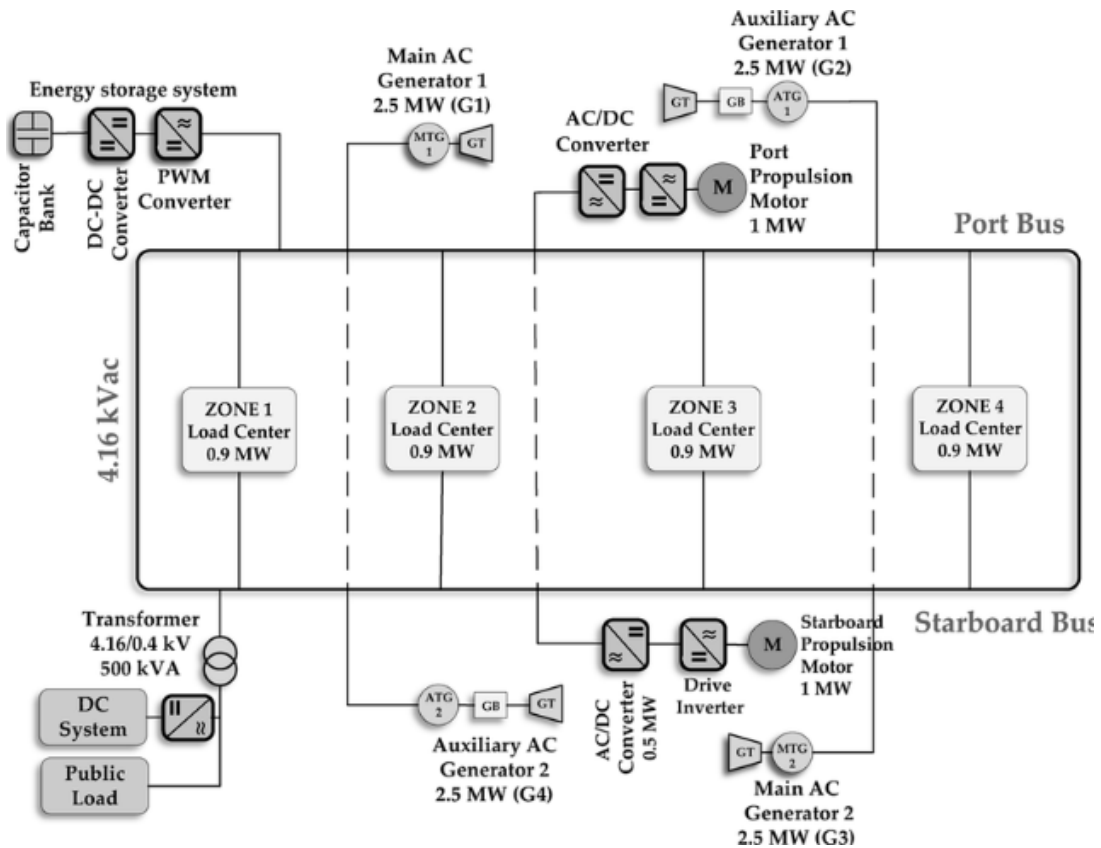 Auxiliary AC
Generator 1
2.5 MW (G2)
Main AC
Generator 1
2.5 MW (G1)
Energy storage system
GT
GB
ATG
1
AC/DC
Converter
MTG
1
GT
Capacitor
Bank
DC-DC
Converter
PWM
Converter
M
Port
Propulsion
Motor
1 MW
Port Bus
4.16 kVac
ZONE 1
Load Center
0.9 MW
ZONE 2
Load Center
0.9 MW
ZONE 3
Load Center
0.9 MW
ZONE 4
Load Center
0.9 MW
Starboard Bus
Transformer
4.16/0.4 kV
500 kVA
DC
System
Public
Load
ATG
2
GB
GT
Auxiliary AC
Generator 2
2.5 MW (G4)
AC/DC
Converter
0.5 MW
Drive
Inverter
M
Starboard
Propulsion
Motor
1 MW
GT
MTG
2
Main AC
Generator 2
2.5 MW (G3)